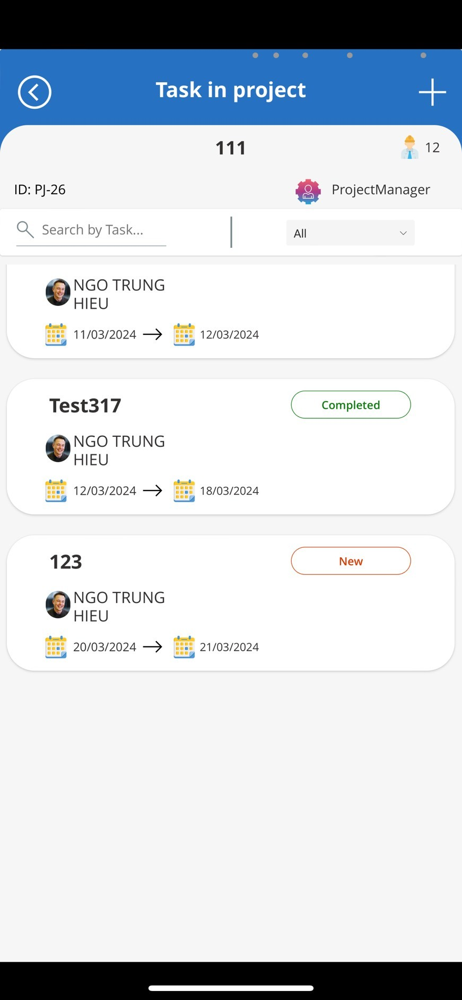 Task in project
111
12
ID: PJ-26
ProjectManager
Search by Task...
All
NGO TRUNG
HIEU
11/03/2024
12/03/2024
Test317
Completed
NGO TRUNG
HIEU
12/03/2024
18/03/2024
123
New
NGO TRUNG
HIEU
20/03/2024
21/03/2024